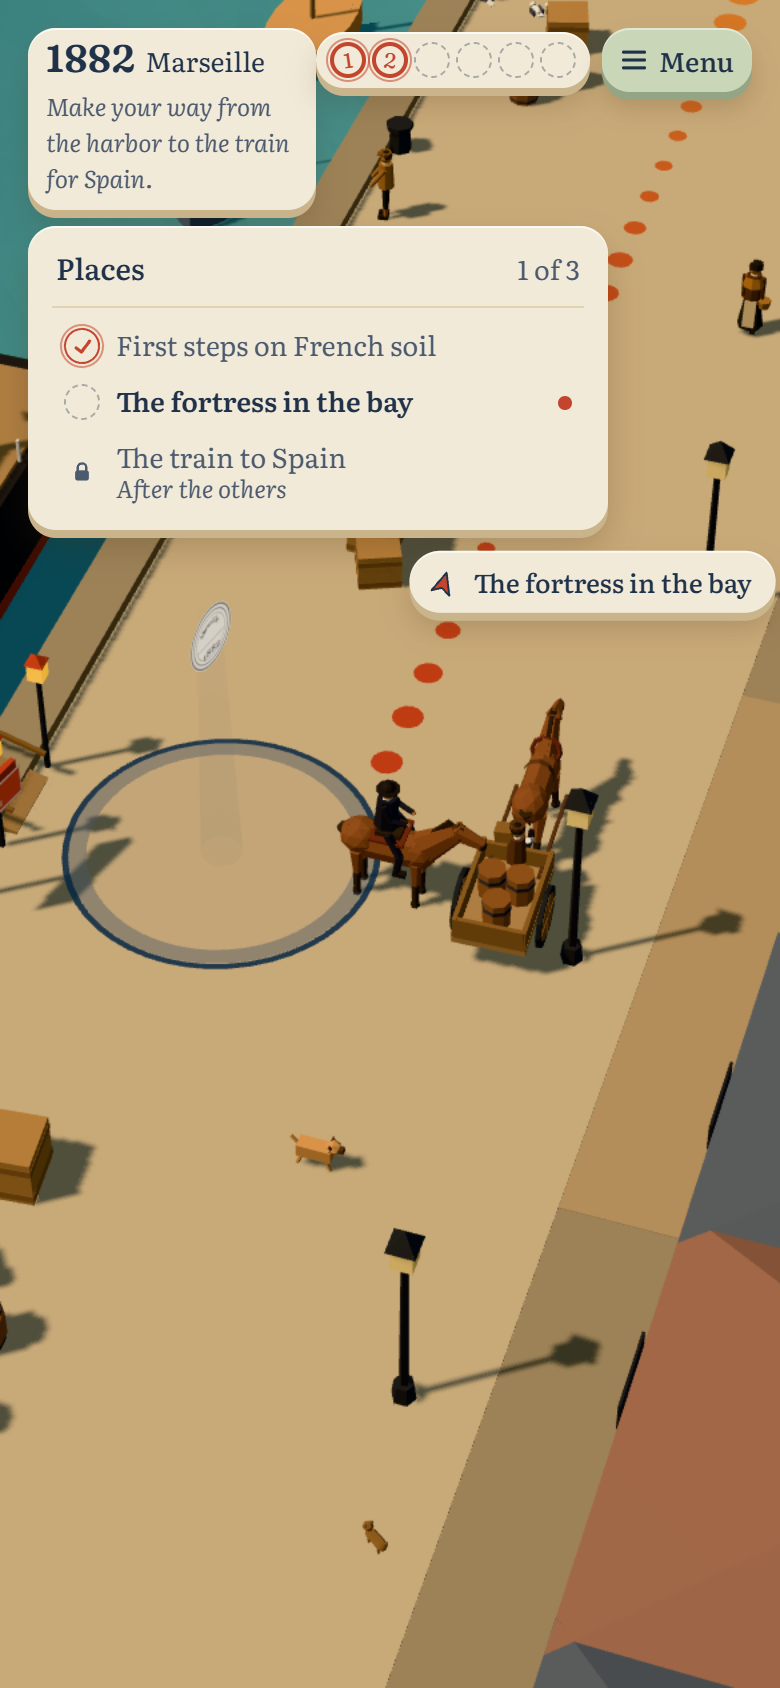 1882 Marseille
Make your way from
the harbor to the train
for Spain.
1 2
Menu
Places 1 of 3
First steps on French soil
The fortress in the bay
The train to Spain
After the others
The fortress in the bay